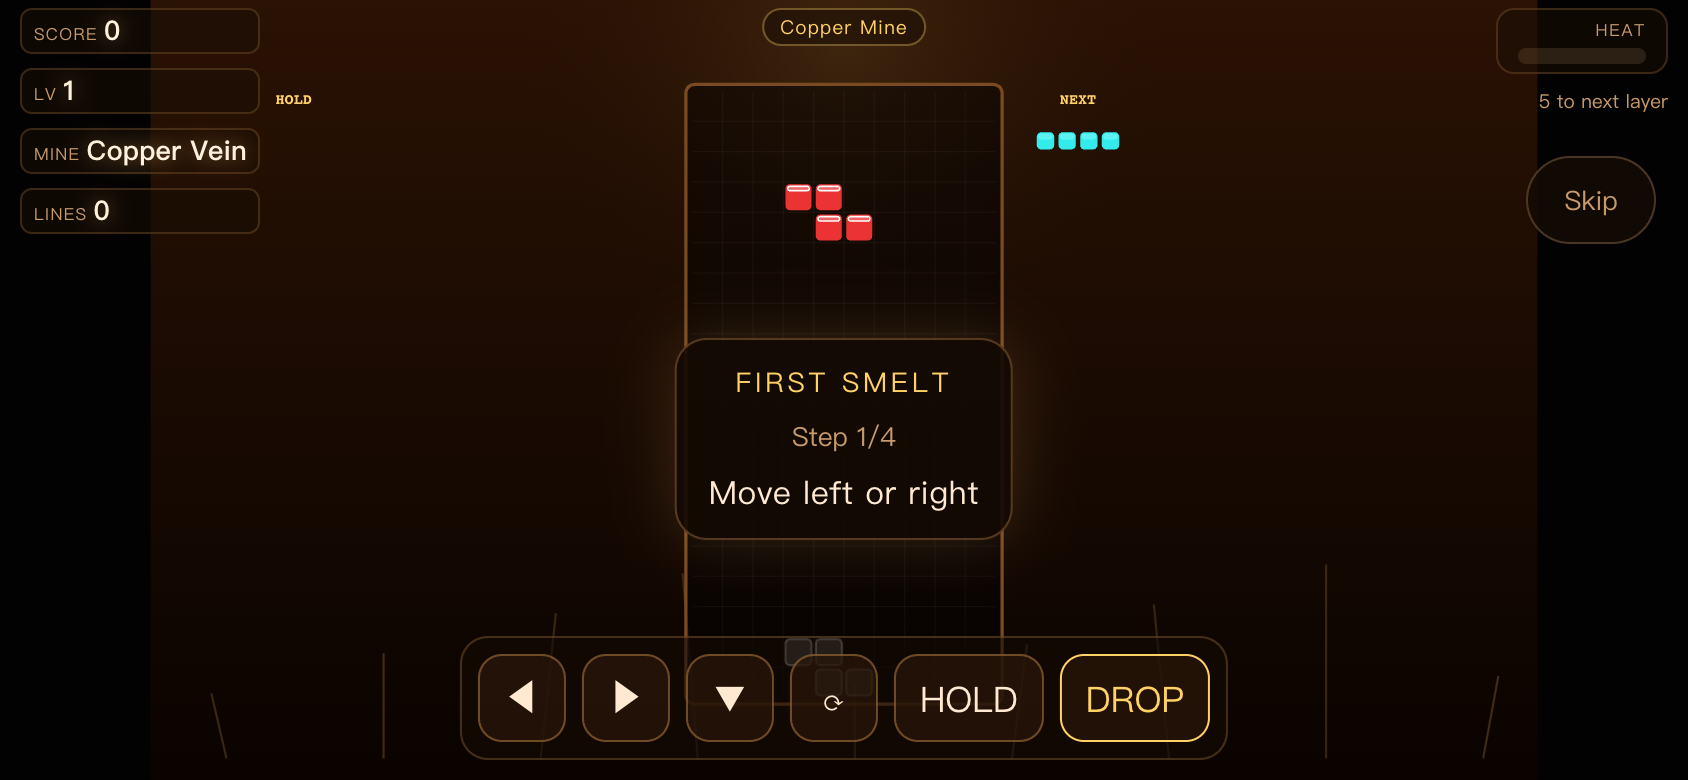 SCORE 0
LV 1
MINE Copper Vein
LINES 0
HOLD
Copper Mine
NEXT
HEAT
5 to next layer
Skip
FIRST SMELT
Step 1/4
Move left or right
HOLD
DROP